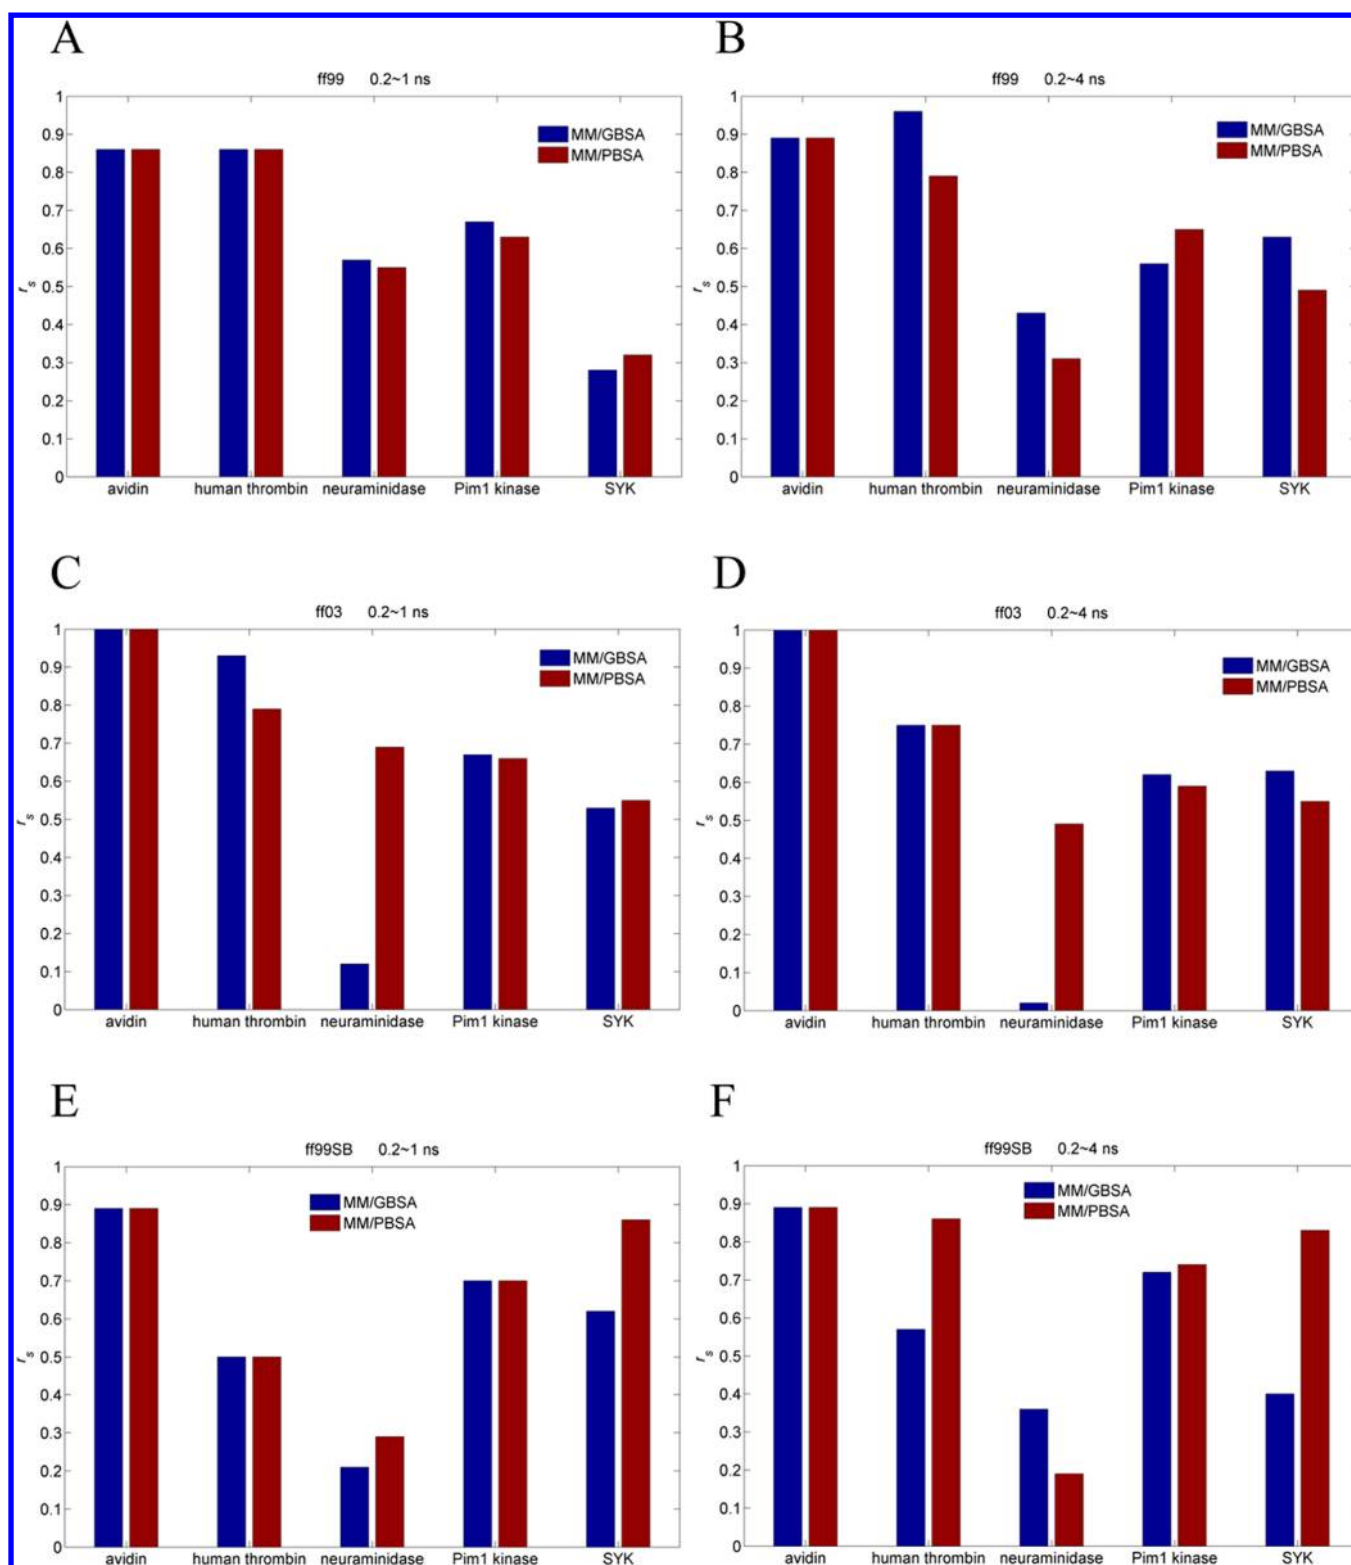 A
ff99 0.2~1 ns
1
0.9
0.8
0.7
0.6
0.5
0.4
0.3
0.2
0.1
0
r_s
MM/GBSA
MM/PBSA
avidin human thrombin neuraminidase Pim1 kinase SYK
B
ff99 0.2~4 ns
1
0.9
0.8
0.7
0.6
0.5
0.4
0.3
0.2
0.1
0
r_s
MM/GBSA
MM/PBSA
avidin human thrombin neuraminidase Pim1 kinase SYK
C
ff03 0.2~1 ns
1
0.9
0.8
0.7
0.6
0.5
0.4
0.3
0.2
0.1
0
r_s
MM/GBSA
MM/PBSA
avidin human thrombin neuraminidase Pim1 kinase SYK
D
ff03 0.2~4 ns
1
0.9
0.8
0.7
0.6
0.5
0.4
0.3
0.2
0.1
0
r_s
MM/GBSA
MM/PBSA
avidin human thrombin neuraminidase Pim1 kinase SYK
E
ff99SB 0.2~1 ns
1
0.9
0.8
0.7
0.6
0.5
0.4
0.3
0.2
0.1
0
r_s
MM/GBSA
MM/PBSA
avidin human thrombin neuraminidase Pim1 kinase SYK
F
ff99SB 0.2~4 ns
1
0.9
0.8
0.7
0.6
0.5
0.4
0.3
0.2
0.1
0
r_s
MM/GBSA
MM/PBSA
avidin human thrombin neuraminidase Pim1 kinase SYK